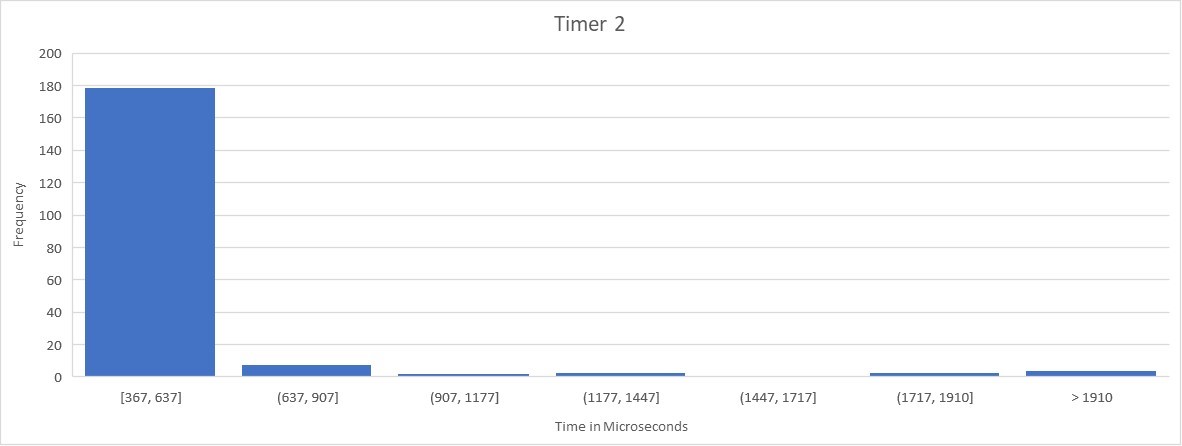 Timer 2
200
180
160
140
120
100
80
60
40
20
0
Frequency
[367, 637] (637, 907] (907, 1177] (1177, 1447] (1447, 1717] (1717, 1910] > 1910
Time in Microseconds